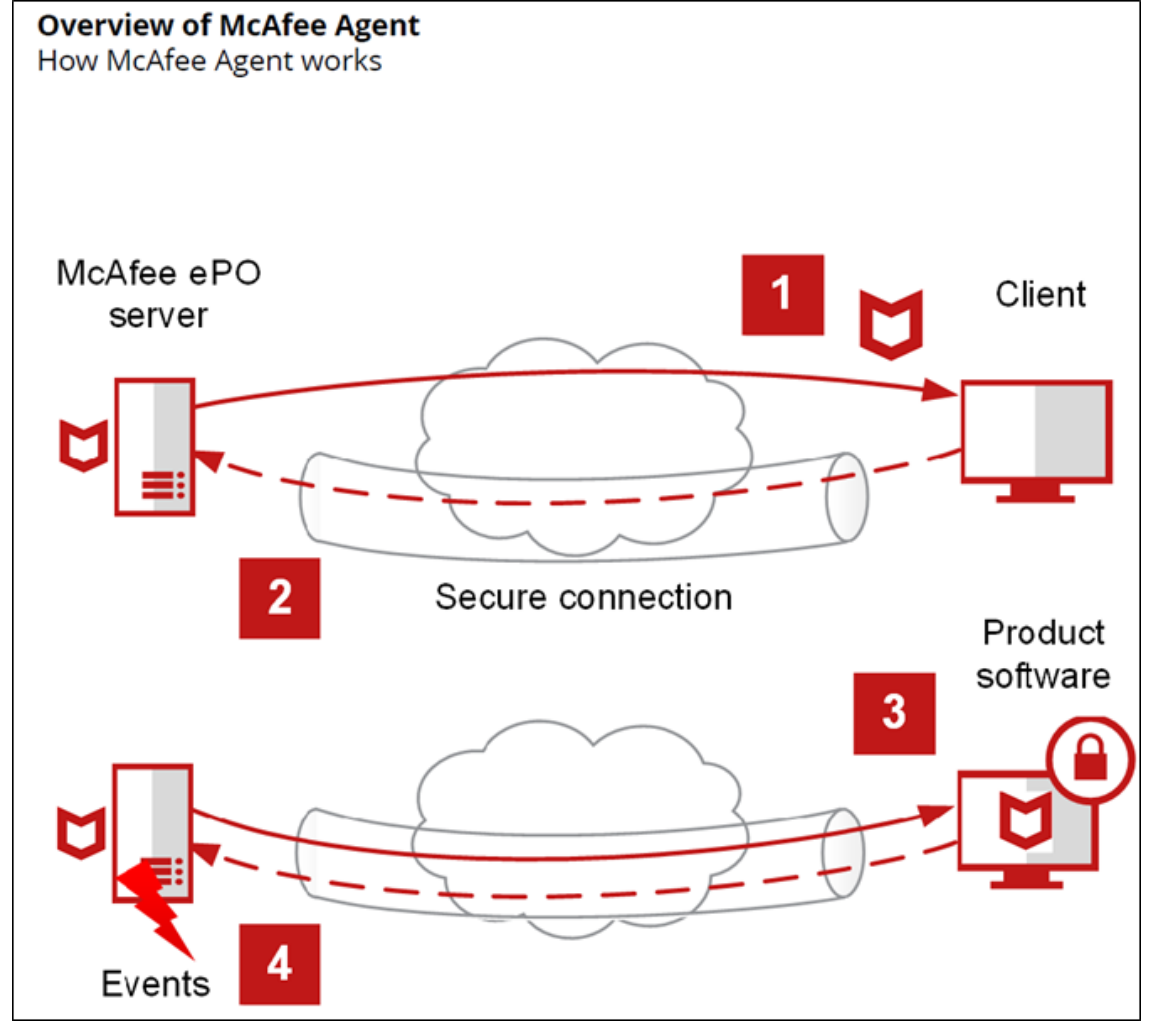 Overview of McAfee Agent
How McAfee Agent works
McAfee ePO
server
1
Client
2
Secure connection
Product
software
3
Events
4